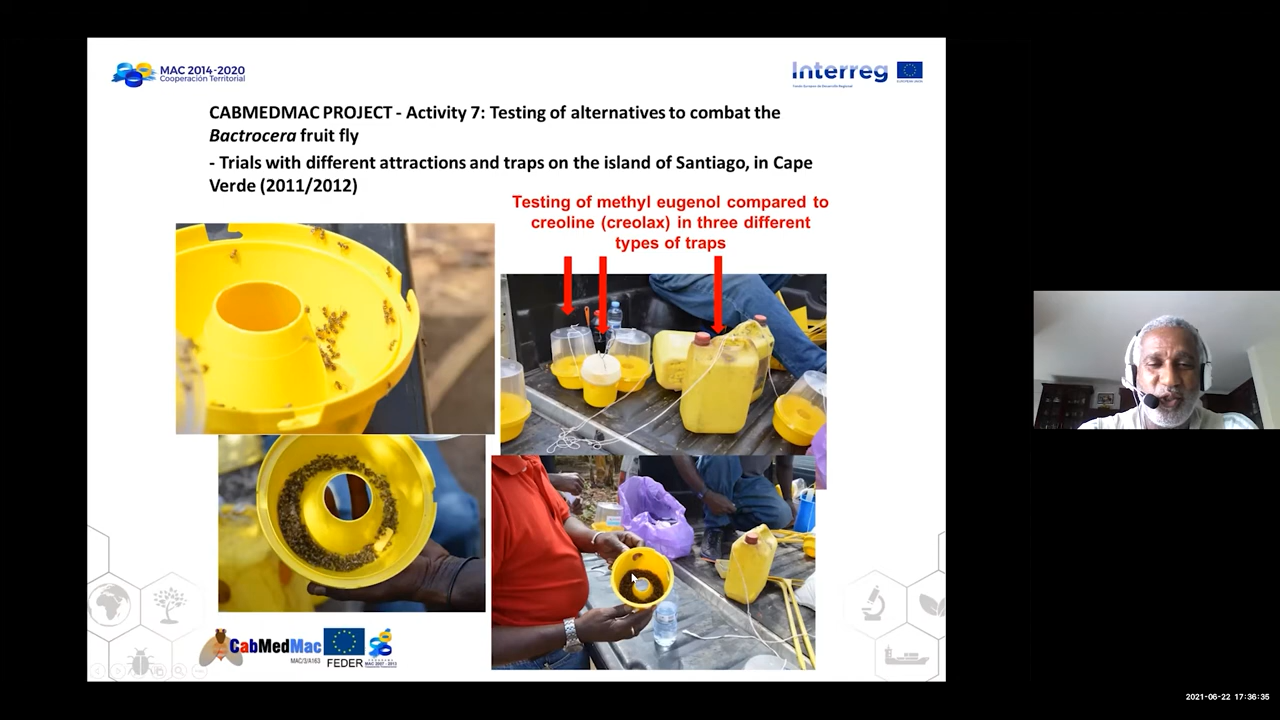 MAC 2014-2020
Cooperación Territorial
Interreg
CABMEDMAC PROJECT - Activity 7: Testing of alternatives to combat the
Bactrocera fruit fly
- Trials with different attractions and traps on the island of Santiago, in Cape
Verde (2011/2012)
Testing of methyl eugenol compared to
creoline (creolax) in three different
types of traps
CabMedMac
MAC/3/A163
FEDER
MAC 2007-2013
2021-06-22 17:36:35